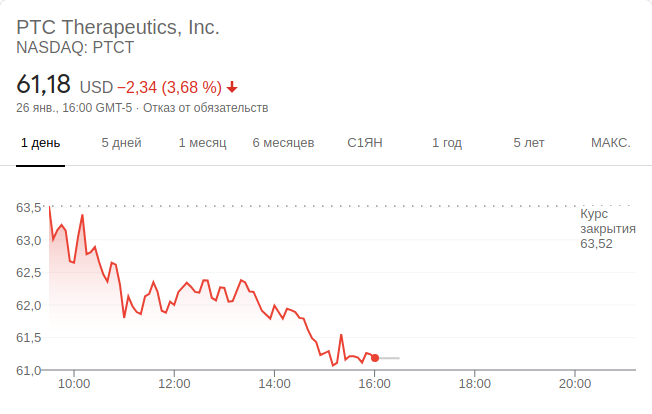 PTC Therapeutics, Inc.
NASDAQ: PTCT
61,18 USD −2,34 (3,68 %)
26 янв., 16:00 GMT-5 · Отказ от обязательств
1 день 5 дней 1 месяц 6 месяцев С1ЯН 1 год 5 лет МАКС.
63,5
Курс
закрытия
63,52
63,0
62,5
62,0
61,5
61,0
10:00 12:00 14:00 16:00 18:00 20:00